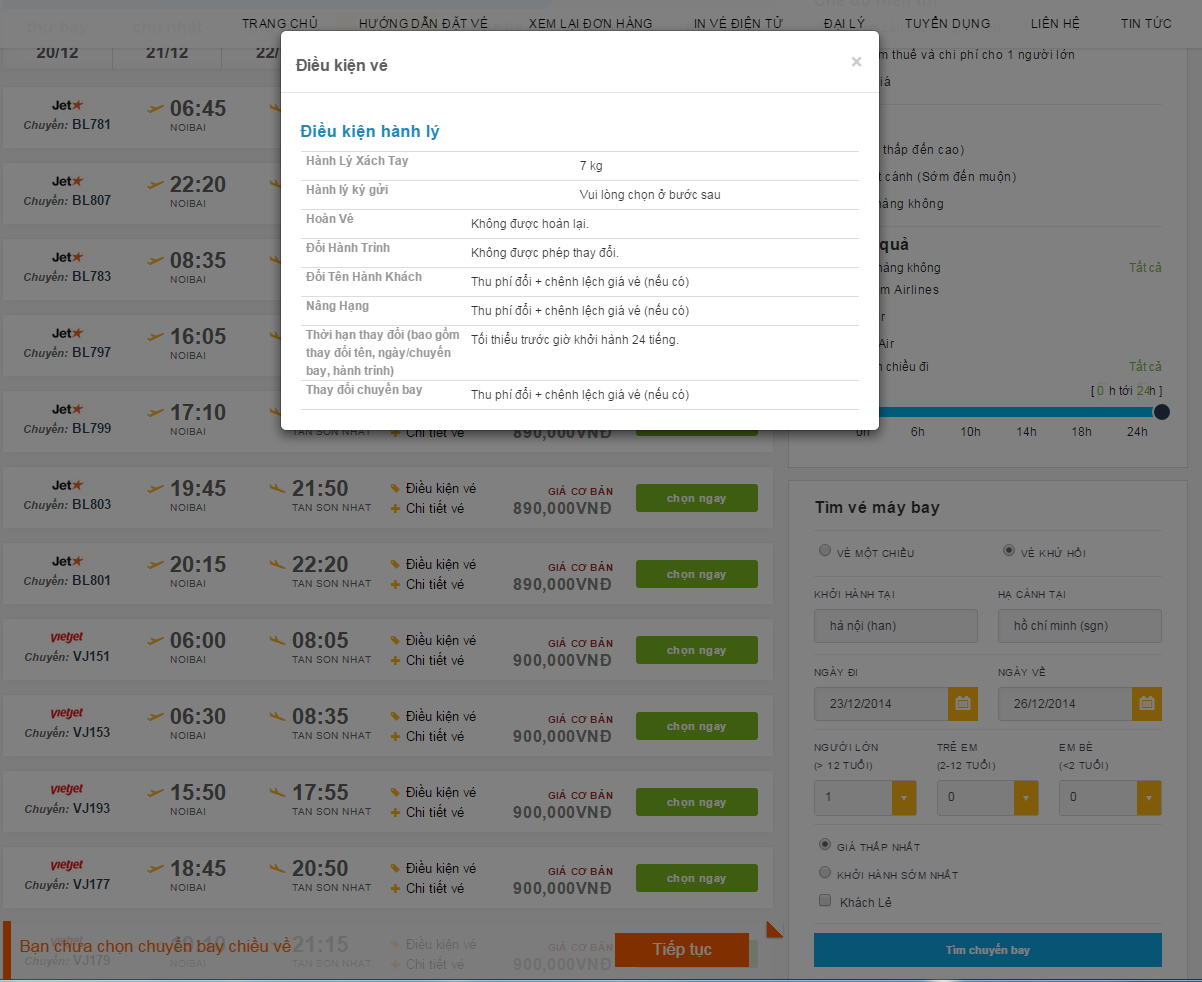 Chế độ hiển thị
TRANG CHỦ HƯỚNG DẪN ĐẶT VÉ XEM LẠI ĐƠN HÀNG IN VÉ ĐIỆN TỬ ĐẠI LÝ TUYỂN DỤNG LIÊN HỆ TIN TỨC
Thứ bảy chủ nhật
20/12 21/12 22/
Điều kiện vé ×
Điều kiện hành lý
Hành Lý Xách Tay 7 kg
Hành lý ký gửi Vui lòng chọn ở bước sau
Hoàn Vé Không được hoàn lại.
Đổi Hành Trình Không được phép thay đổi.
Đổi Tên Hành Khách Thu phí đổi + chênh lệch giá vé (nếu có)
Nâng Hạng Thu phí đổi + chênh lệch giá vé (nếu có)
Thời hạn thay đổi (bao gồm
thay đổi tên, ngày/chuyến
bay, hành trình)
Tối thiểu trước giờ khởi hành 24 tiếng.
Thay đổi chuyến bay Thu phí đổi + chênh lệch giá vé (nếu có)
Jet
Chuyến: BL781
06:45
NOIBAI
Jet
Chuyến: BL807
22:20
NOIBAI
Jet
Chuyến: BL783
08:35
NOIBAI
Jet
Chuyến: BL797
16:05
NOIBAI
Jet
Chuyến: BL799
17:10
NOIBAI
TAN SON NHAT
Chi tiết vé
890,000VNĐ
Jet
Chuyến: BL803
19:45
NOIBAI
21:50
TAN SON NHAT
Điều kiện vé
Chi tiết vé
GIÁ CƠ BẢN
890,000VNĐ
chọn ngay
Jet
Chuyến: BL801
20:15
NOIBAI
22:20
TAN SON NHAT
Điều kiện vé
Chi tiết vé
GIÁ CƠ BẢN
890,000VNĐ
chọn ngay
vietjet
Chuyến: VJ151
06:00
NOIBAI
08:05
TAN SON NHAT
Điều kiện vé
Chi tiết vé
GIÁ CƠ BẢN
900,000VNĐ
chọn ngay
vietjet
Chuyến: VJ153
06:30
NOIBAI
08:35
TAN SON NHAT
Điều kiện vé
Chi tiết vé
GIÁ CƠ BẢN
900,000VNĐ
chọn ngay
vietjet
Chuyến: VJ193
15:50
NOIBAI
17:55
TAN SON NHAT
Điều kiện vé
Chi tiết vé
GIÁ CƠ BẢN
900,000VNĐ
chọn ngay
vietjet
Chuyến: VJ177
18:45
NOIBAI
20:50
TAN SON NHAT
Điều kiện vé
Chi tiết vé
GIÁ CƠ BẢN
900,000VNĐ
chọn ngay
Chuyến: VJ179
19:10
NOIBAI
21:15
TAN SON NHAT
Điều kiện vé
Chi tiết vé
GIÁ CƠ BẢN
900,000VNĐ
Bạn chưa chọn chuyến bay chiều về
Tiếp tục
m thuế và chi phí cho 1 người lớn
iá
thấp đến cao)
t cánh (Sớm đến muộn)
hàng không
quả
hàng không Tất cả
m Airlines
r
Air
n chiều đi Tất cả
[ 0 h tới 24h ]
0h 6h 10h 14h 18h 24h
Tìm vé máy bay
VÉ MỘT CHIỀU VÉ KHỨ HỒI
KHỞI HÀNH TẠI HẠ CÁNH TẠI
hà nội (han) hồ chí minh (sgn)
NGÀY ĐI NGÀY VỀ
23/12/2014 26/12/2014
NGƯỜI LỚN TRẺ EM EM BÉ
(> 12 TUỔI) (2-12 TUỔI) (<2 TUỔI)
1 0 0
GIÁ THẤP NHẤT
KHỞI HÀNH SỚM NHẤT
Khách Lẻ
Tìm chuyến bay